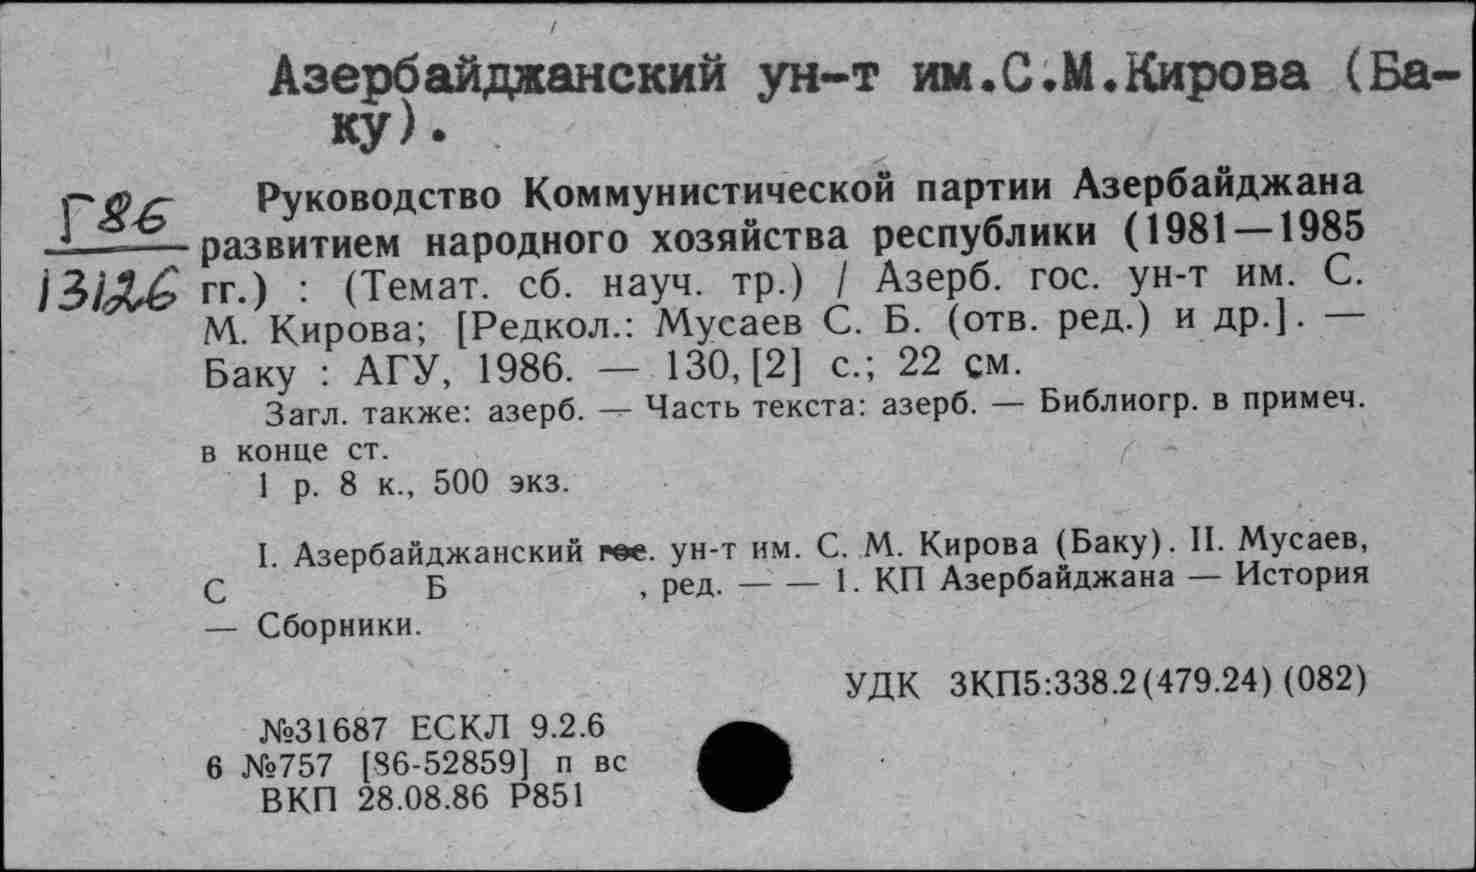 Азербайджанский ун-т им.С.М.Кирова (Ба-
ку).
Г86
13126
Руководство Коммунистической партии Азербайджана
развитием народного хозяйства республики (1981—1985
гг.) : (Темат. сб. науч. тр.) / Азерб. гос. ун-т им. С.
М. Кирова; [Редкол.: Мусаев С. Б. (отв. ред.) и др.]. —
Баку : АГУ, 1986. — 130, [2] с.; 22 см.
Загл. также: азерб. — Часть текста: азерб. — Библиогр. в примеч.
в конце ст.
1 р. 8 к., 500 экз.
I. Азербайджанский гос. ун-т им. С. М. Кирова (Баку). II. Мусаев,
С Б , ред. — — 1. КП Азербайджана — История
— Сборники.
УДК 3КП5:338.2(479.24) (082)
№31687 ЕСКЛ 9.2.6
6 №757 [86-52859] п вс
ВКП 28.08.86 Р851